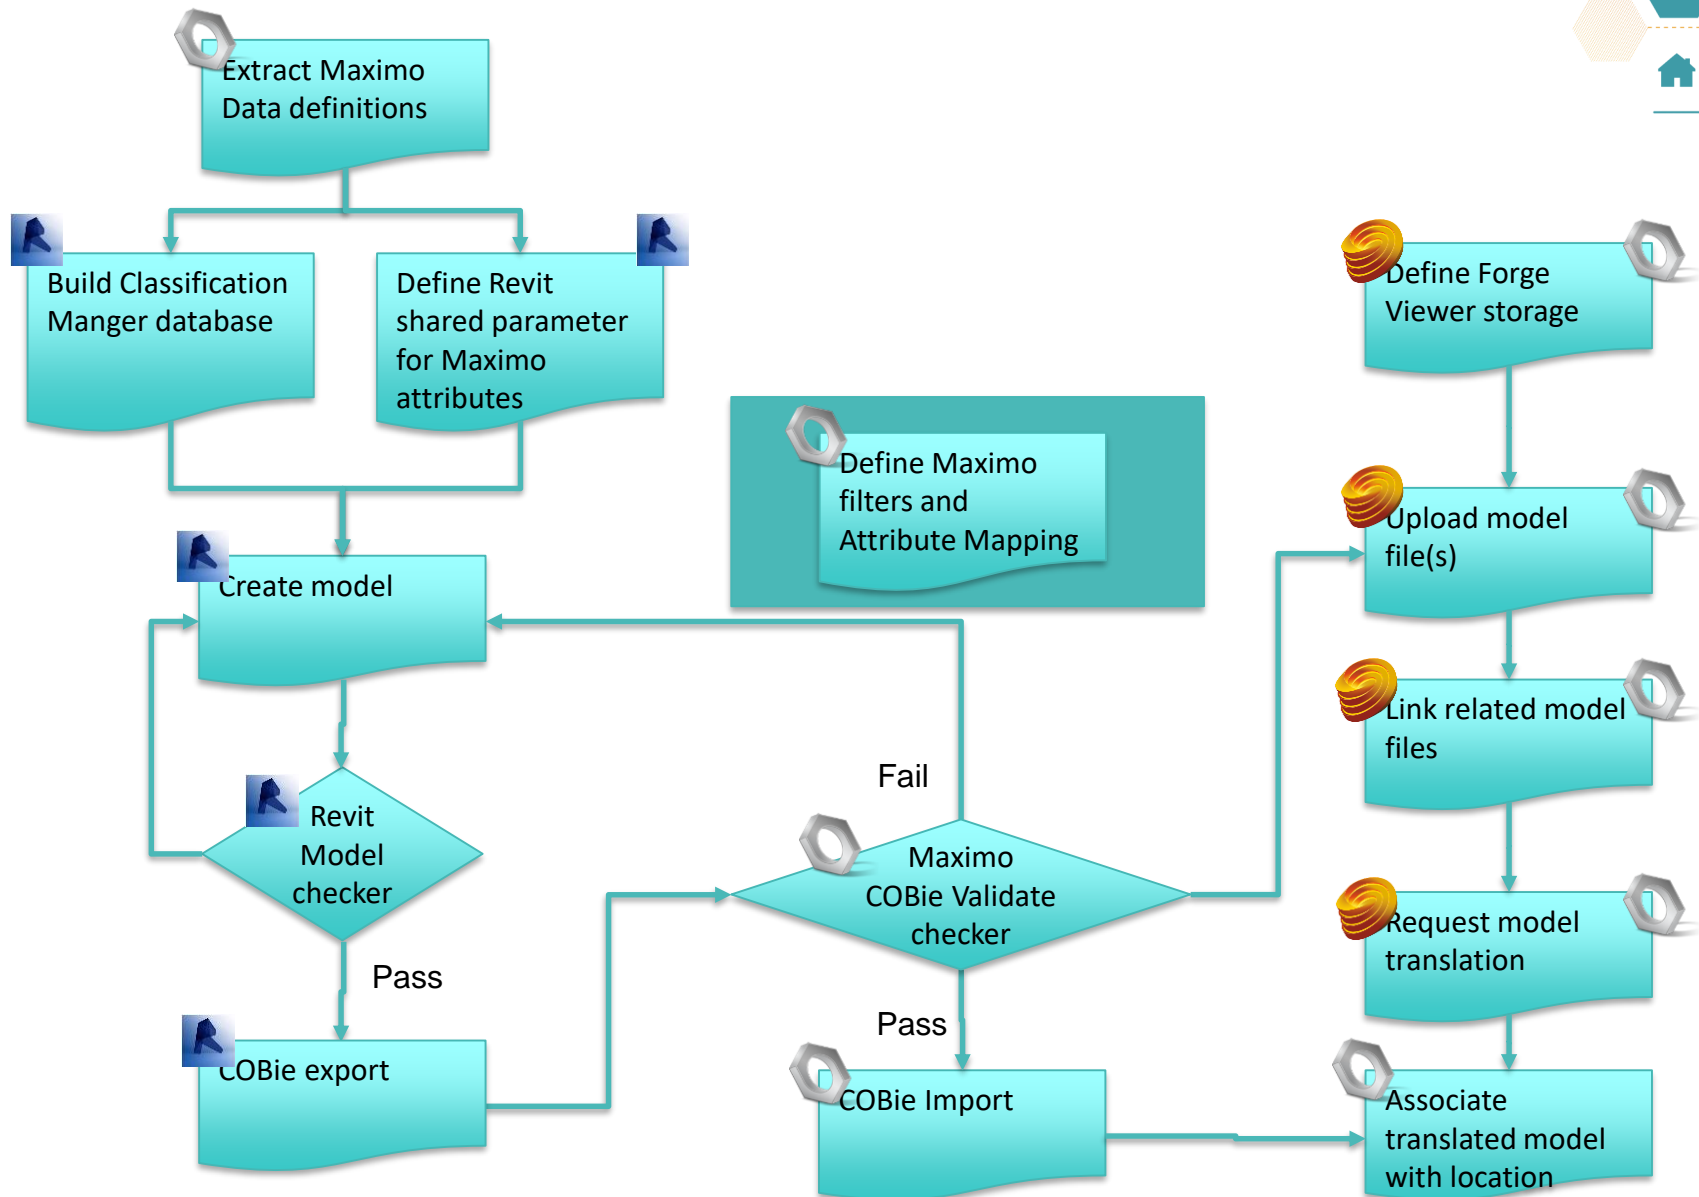 Extract Maximo
Data definitions
Build Classification
Manger database
Define Revit
shared parameter
for Maximo
attributes
Define Forge
Viewer storage
Define Maximo
filters and
Attribute Mapping
Upload model
file(s)
Create model
Link related model
files
Fail
Revit
Model
checker
Maximo
COBie Validate
checker
Request model
translation
Pass
Pass
COBie export
COBie Import
Associate
translated model
with location